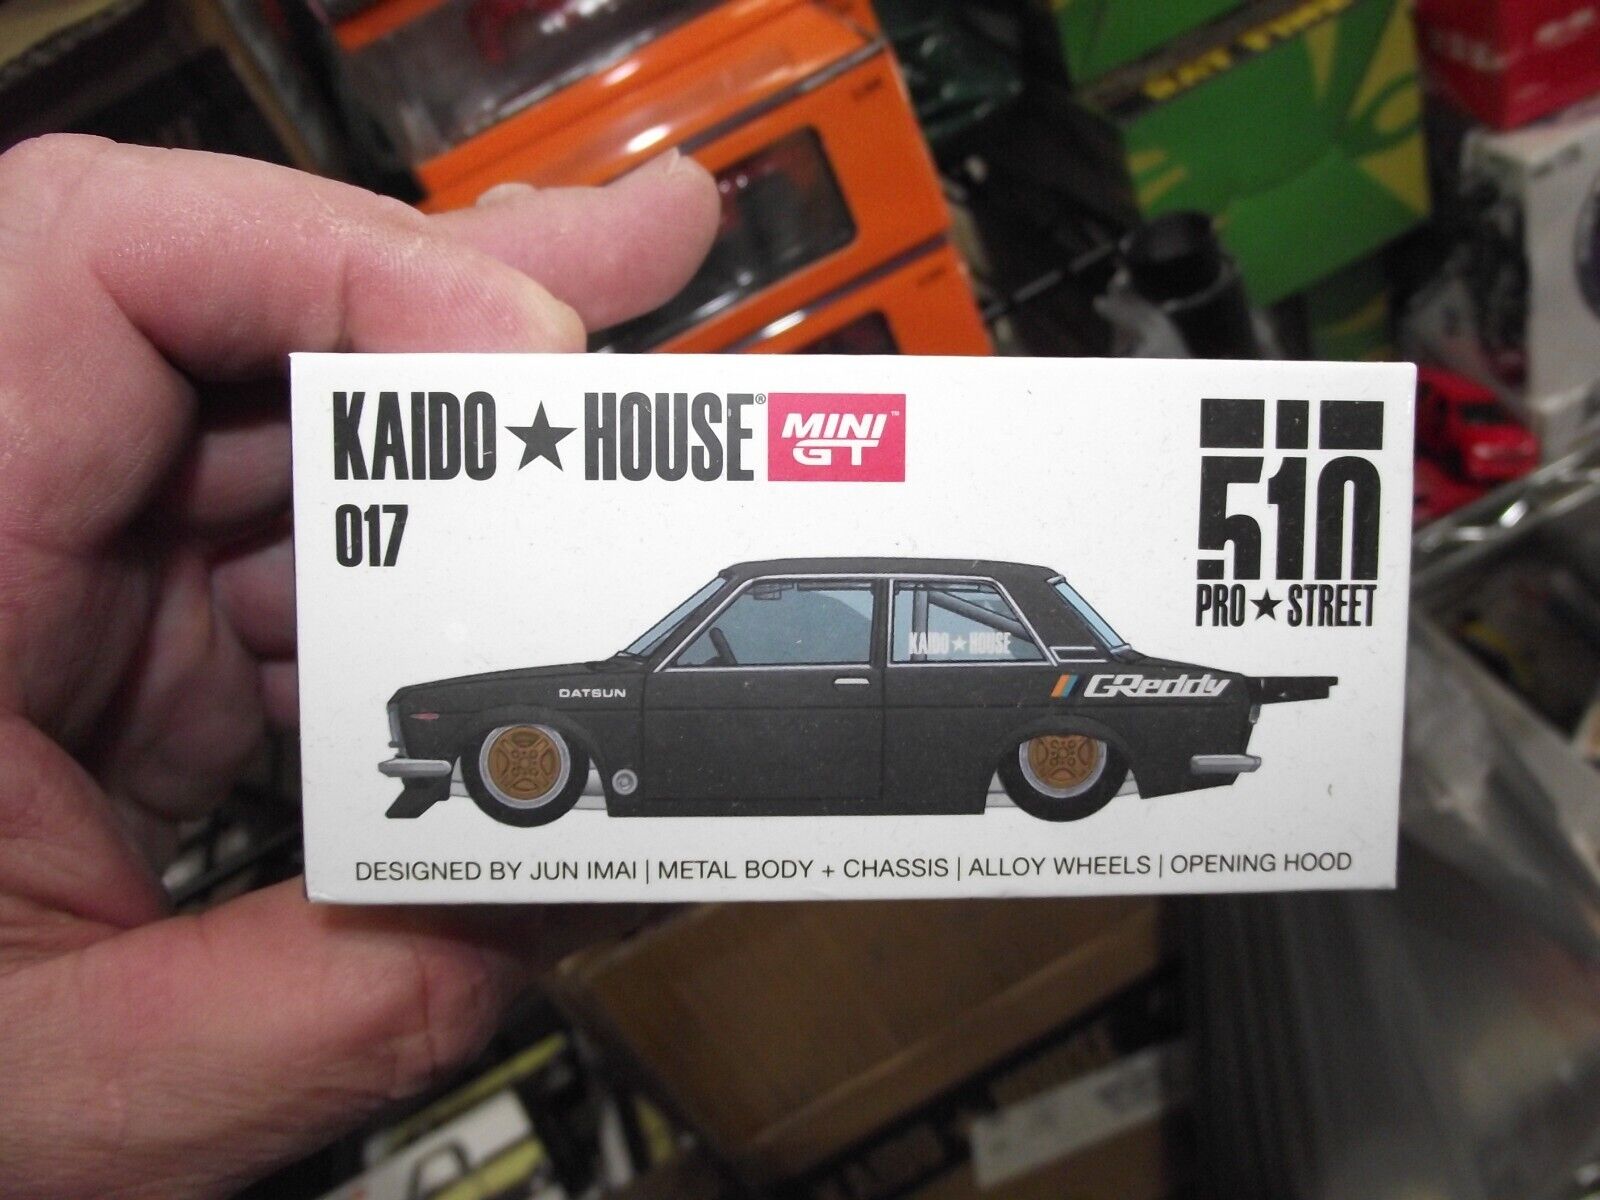 KAIDO★HOUSE® MINI GT™
017
510
PRO★STREET
KAIDO★HOUSE
DATSUN
GReddy
DESIGNED BY JUN IMAI | METAL BODY + CHASSIS | ALLOY WHEELS | OPENING HOOD